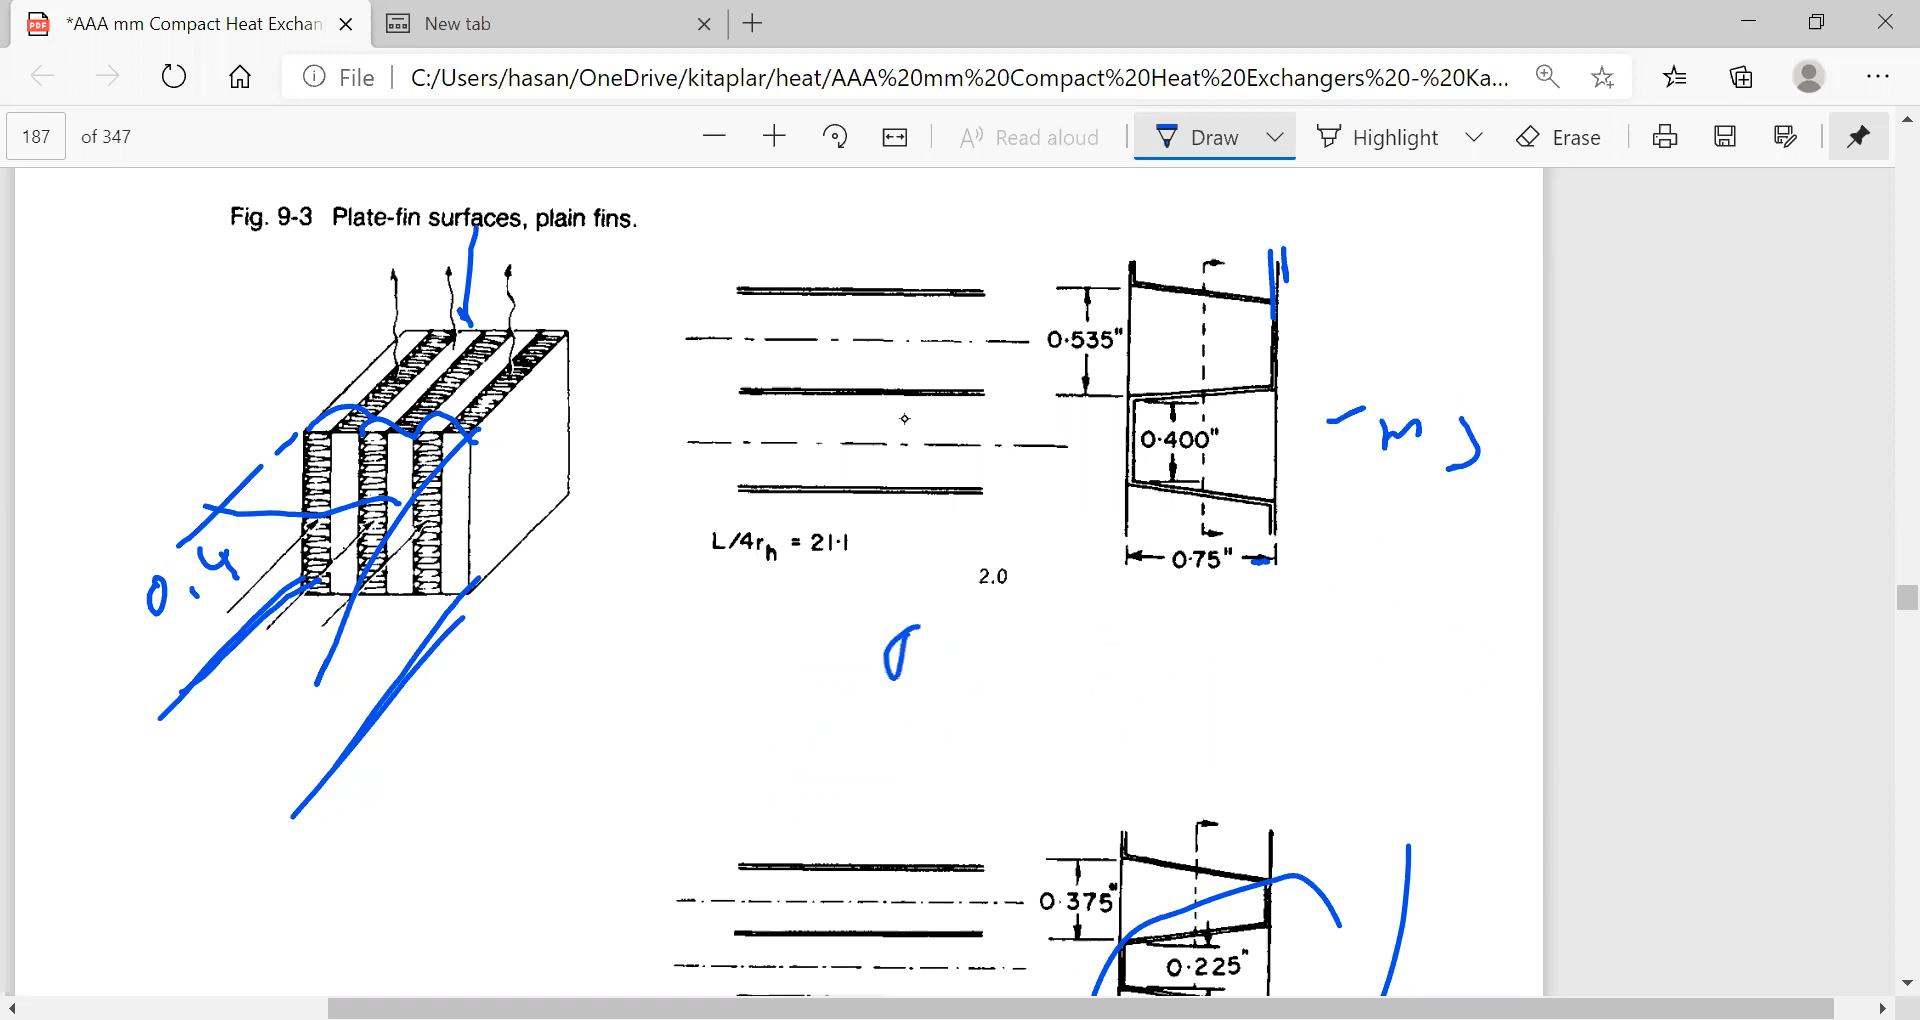 *AAA mm Compact Heat Exchan
New tab
File
C:/Users/hasan/OneDrive/kitaplar/heat/AAA%20mm%20Compact%20Heat%20Exchangers%20-%20Ka...
187 of 347
Read aloud
Draw
Highlight
Erase
Fig. 9-3 Plate-fin surfaces, plain fins.
0.535"
0.400"
L/4rh = 21.1
0.75"
2.0
0.4
σ
0.375"
0.225"